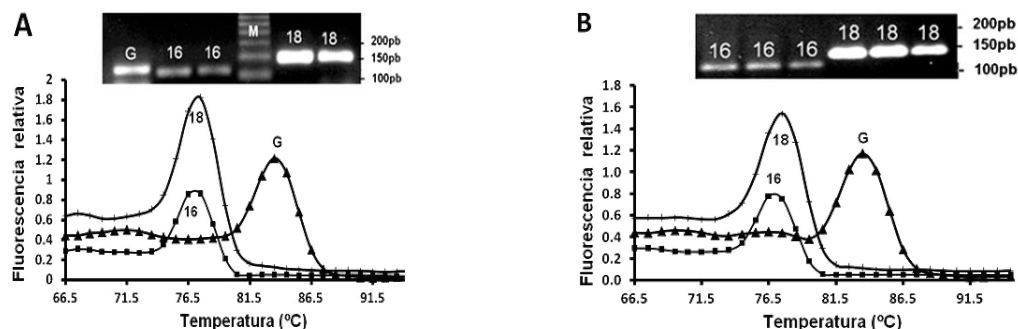 A
G 16 16 M 18 18
200pb
150pb
100pb
Fluorescencia relativa
2
1.8
1.6
1.4
1.2
1
0.8
0.6
0.4
0.2
0
18
G
16
66.5 71.5 76.5 81.5 86.5 91.5
Temperatura (ºC)
B
16 16 16 18 18 18
200pb
150pb
100pb
Fluorescencia relativa
1.8
1.6
1.4
1.2
1.0
0.8
0.6
0.4
0.2
0.0
18
G
16
66.5 71.5 76.5 81.5 86.5 91.5
Temperatura (ºC)